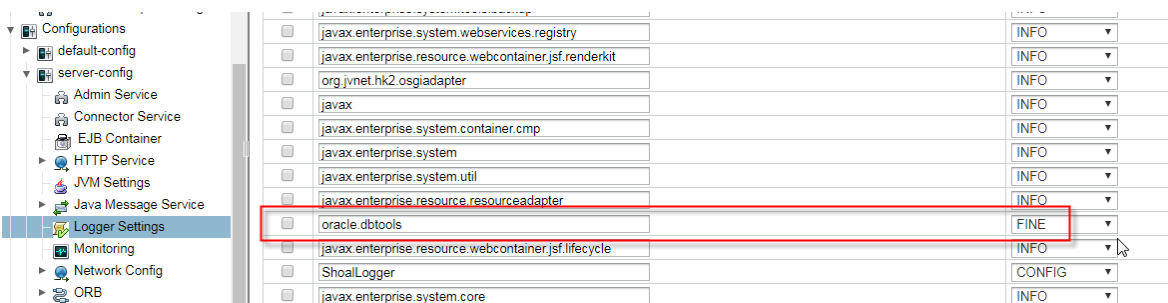 Configurations
default-config
server-config
Admin Service
Connector Service
EJB Container
HTTP Service
JVM Settings
Java Message Service
Logger Settings
Monitoring
Network Config
ORB
javax.enterprise.system.webservices.registry INFO
javax.enterprise.resource.webcontainer.jsf.renderkit INFO
org.jvnet.hk2.osgiadapter INFO
javax INFO
javax.enterprise.system.container.cmp INFO
javax.enterprise.system INFO
javax.enterprise.system.util INFO
javax.enterprise.resource.resourceadapter INFO
oracle.dbtools FINE
javax.enterprise.resource.webcontainer.jsf.lifecycle INFO
ShoalLogger CONFIG
javax.enterprise.system.core INFO